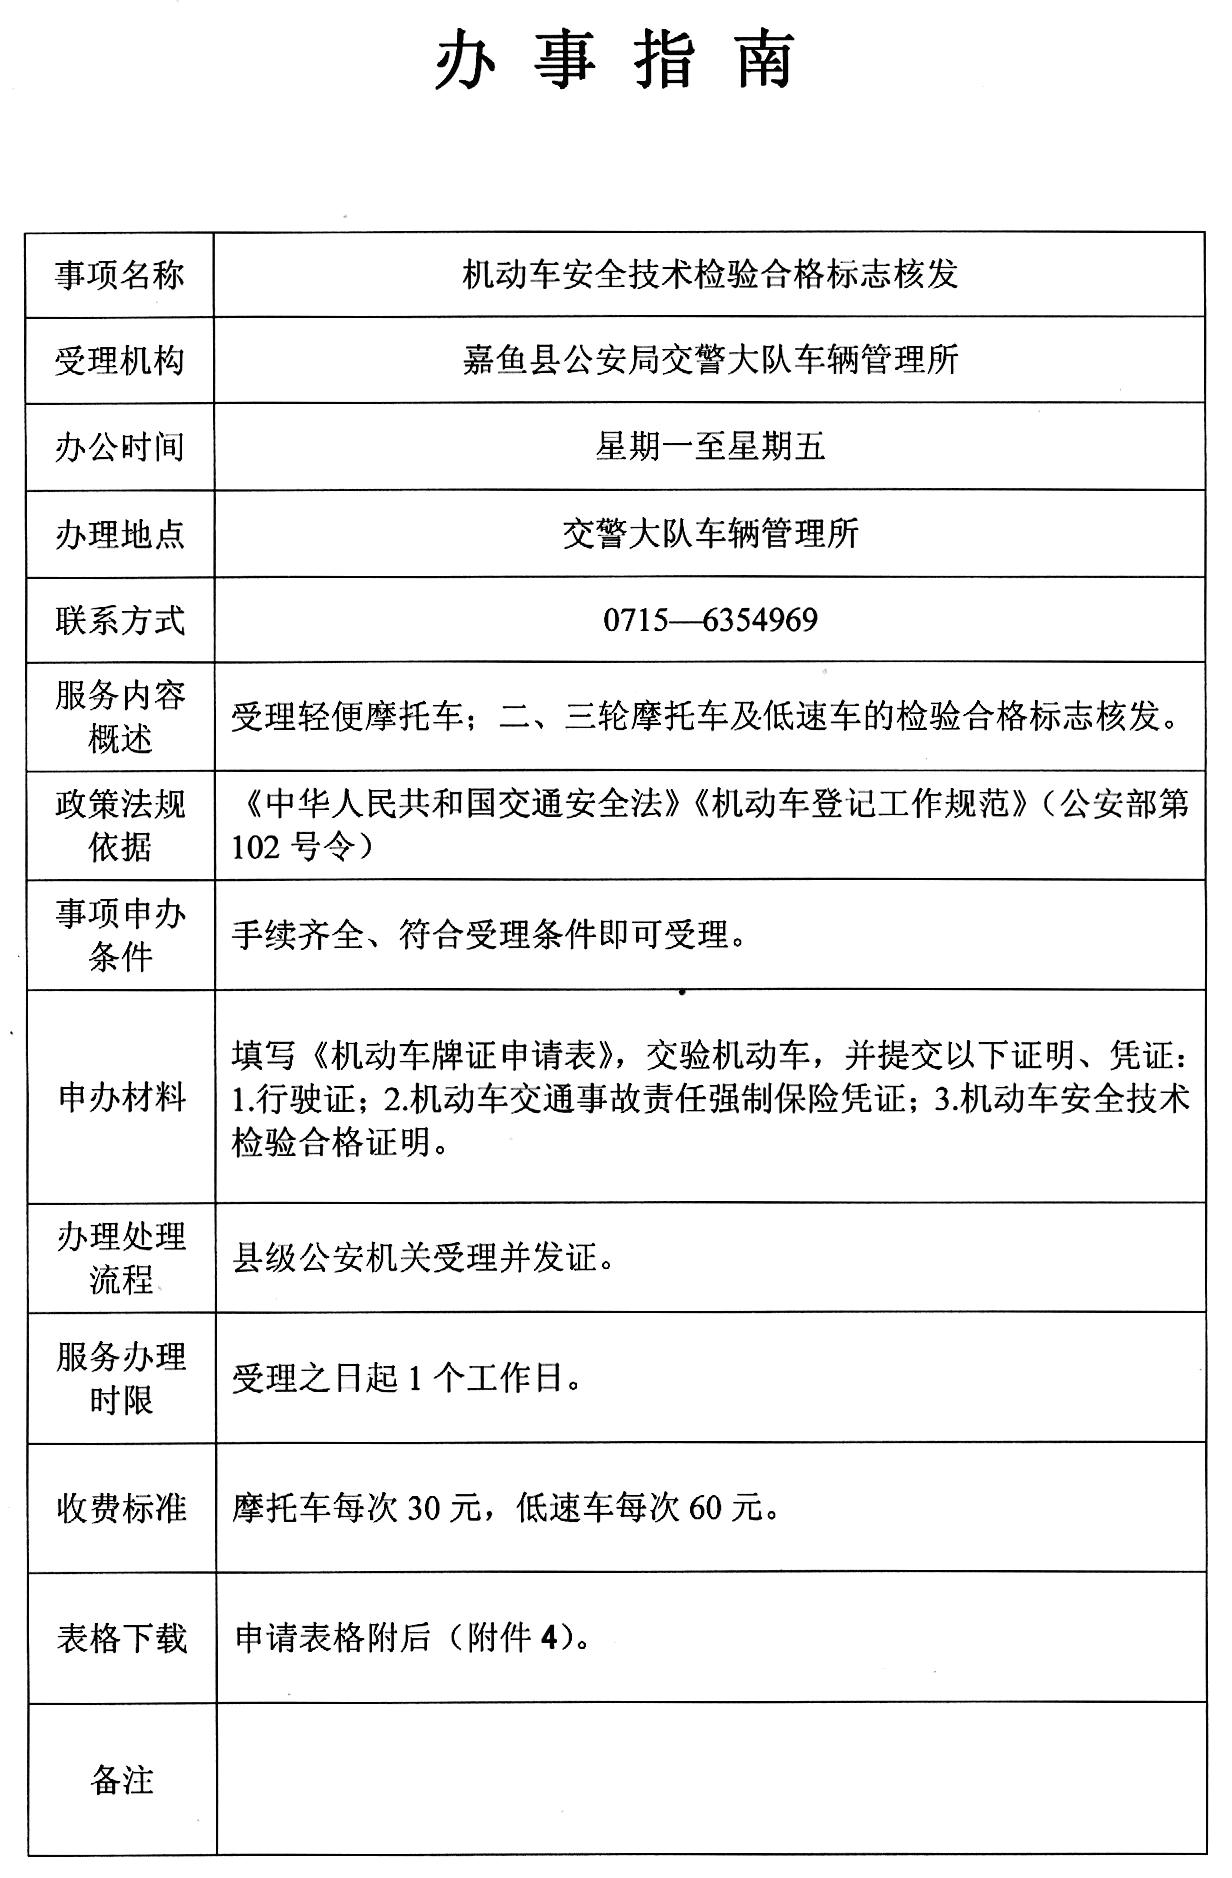 办事指南
事项名称
机动车安全技术检验合格标志核发
受理机构
嘉鱼县公安局交警大队车辆管理所
办公时间
星期一至星期五
办理地点
交警大队车辆管理所
联系方式
0715—6354969
服务内容
概述
受理轻便摩托车；二、三轮摩托车及低速车的检验合格标志核发。
政策法规
依据
《中华人民共和国交通安全法》《机动车登记工作规范》（公安部第
102 号令）
事项申办
条件
手续齐全、符合受理条件即可受理。
申办材料
填写《机动车牌证申请表》，交验机动车，并提交以下证明、凭证：
1.行驶证；2.机动车交通事故责任强制保险凭证；3.机动车安全技术
检验合格证明。
办理处理
流程
县级公安机关受理并发证。
服务办理
时限
受理之日起 1 个工作日。
收费标准
摩托车每次 30 元，低速车每次 60 元。
表格下载
申请表格附后（附件 4）。
备注